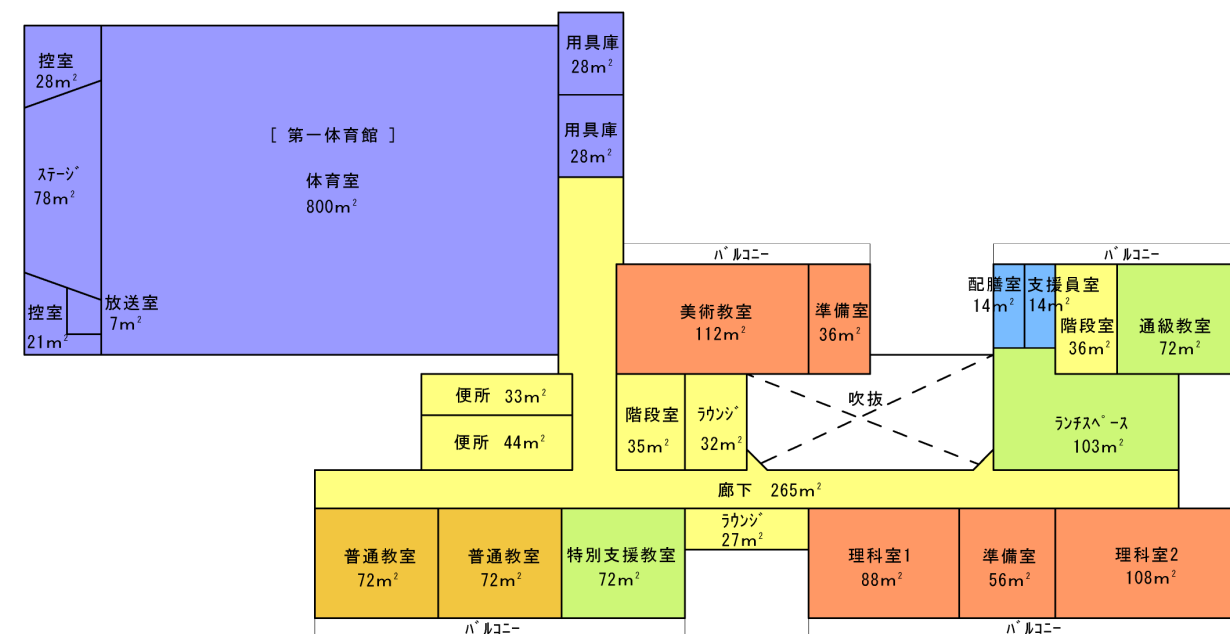 控室
28m²
ｽﾃｰｼﾞ
78m²
控室
21m²
放送室
7m²
[ 第一体育館 ]
体育室
800m²
用具庫
28m²
用具庫
28m²
ﾊﾞﾙｺﾆｰ
美術教室
112m²
準備室
36m²
ﾊﾞﾙｺﾆｰ
配膳室
14m²
支援員室
14m²
階段室
36m²
通級教室
72m²
便所 33m²
便所 44m²
階段室
35m²
ﾗｳﾝｼﾞ
32m²
吹抜
ﾗﾝﾁｽﾍﾟｰｽ
103m²
廊下 265m²
普通教室
72m²
普通教室
72m²
特別支援教室
72m²
ﾗｳﾝｼﾞ
27m²
理科室1
88m²
準備室
56m²
理科室2
108m²
ﾊﾞﾙｺﾆｰ
ﾊﾞﾙｺﾆｰ